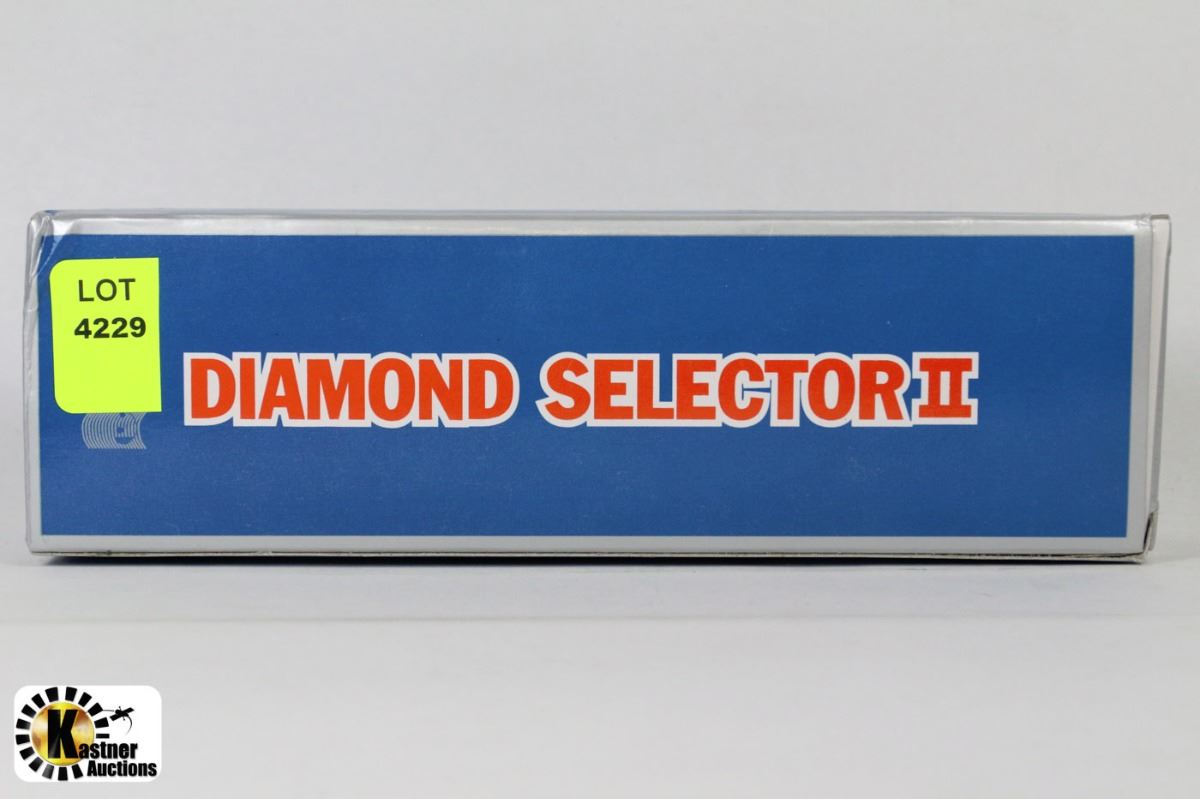 LOT
4229
DIAMOND SELECTOR II
Kastner
Auctions